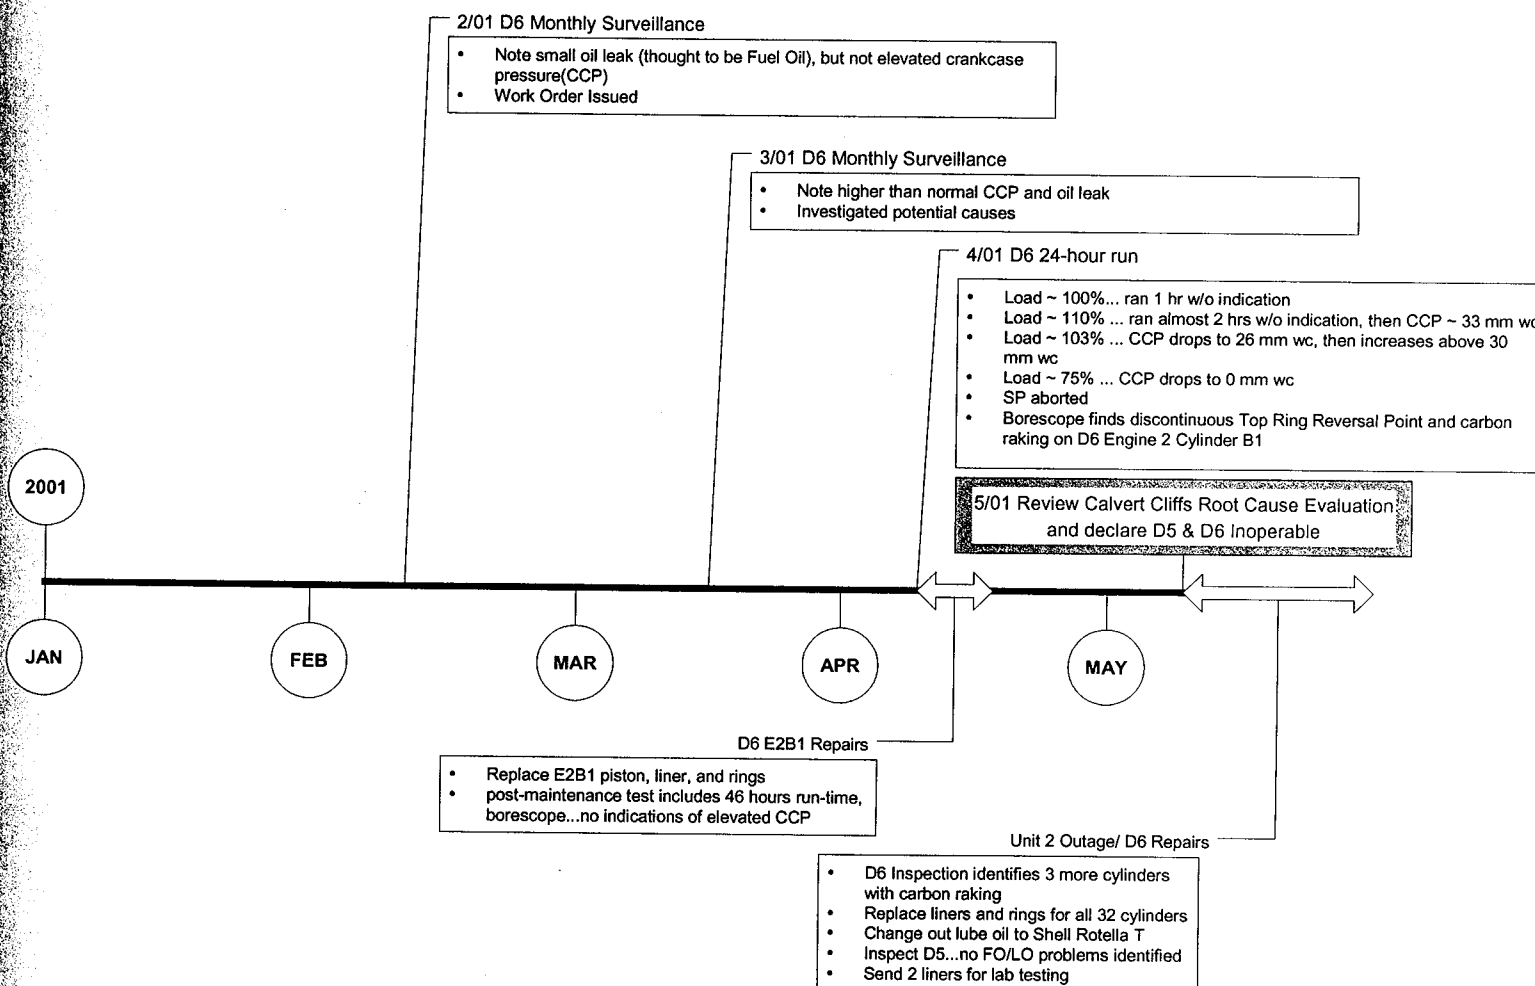 2/01 D6 Monthly Surveillance
• Note small oil leak (thought to be Fuel Oil), but not elevated crankcase
pressure(CCP)
• Work Order Issued
3/01 D6 Monthly Surveillance
• Note higher than normal CCP and oil leak
• Investigated potential causes
4/01 D6 24-hour run
• Load ~ 100%... ran 1 hr w/o indication
• Load ~ 110% ... ran almost 2 hrs w/o indication, then CCP ~ 33 mm wc
• Load ~ 103% ... CCP drops to 26 mm wc, then increases above 30
mm wc
• Load ~ 75% ... CCP drops to 0 mm wc
• SP aborted
• Borescope finds discontinuous Top Ring Reversal Point and carbon
raking on D6 Engine 2 Cylinder B1
2001
5/01 Review Calvert Cliffs Root Cause Evaluation
and declare D5 & D6 Inoperable
JAN
FEB
MAR
APR
MAY
D6 E2B1 Repairs
• Replace E2B1 piston, liner, and rings
• post-maintenance test includes 46 hours run-time,
borescope...no indications of elevated CCP
Unit 2 Outage/ D6 Repairs
• D6 Inspection identifies 3 more cylinders
with carbon raking
• Replace liners and rings for all 32 cylinders
• Change out lube oil to Shell Rotella T
• Inspect D5...no FO/LO problems identified
• Send 2 liners for lab testing